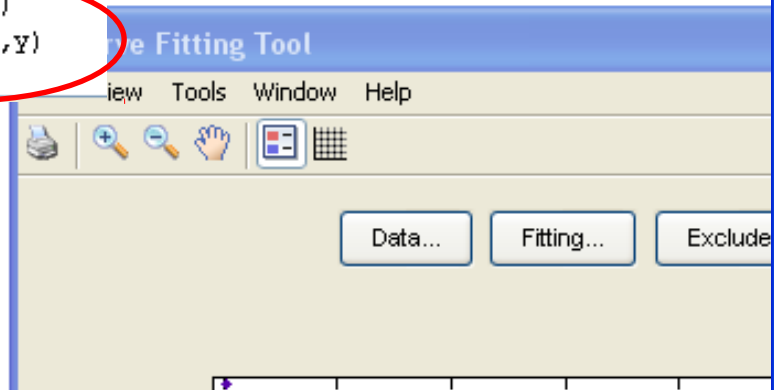 )
,y)
ve Fitting Tool
iew Tools Window Help
Data... Fitting... Exclude